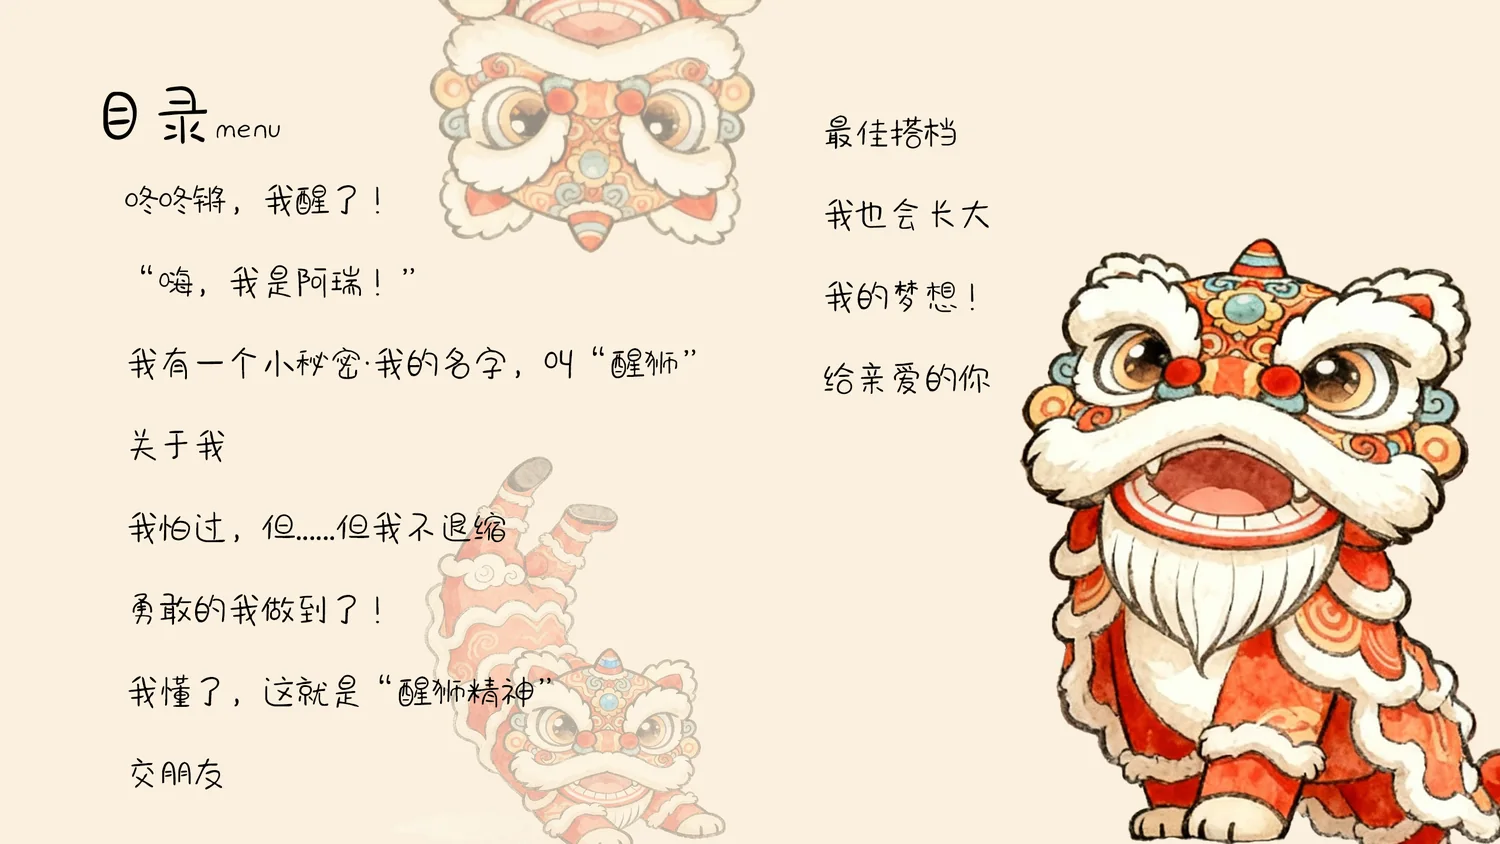 目录 menu
咚咚锵，我醒了！
“嗨，我是阿瑞！”
我有一个小秘密·我的名字，叫“醒狮”
关于我
我怕过，但……但我不退缩
勇敢的我做到了！
我懂了，这就是“醒狮精神”
交朋友
最佳搭档
我也会长大
我的梦想！
给亲爱的你